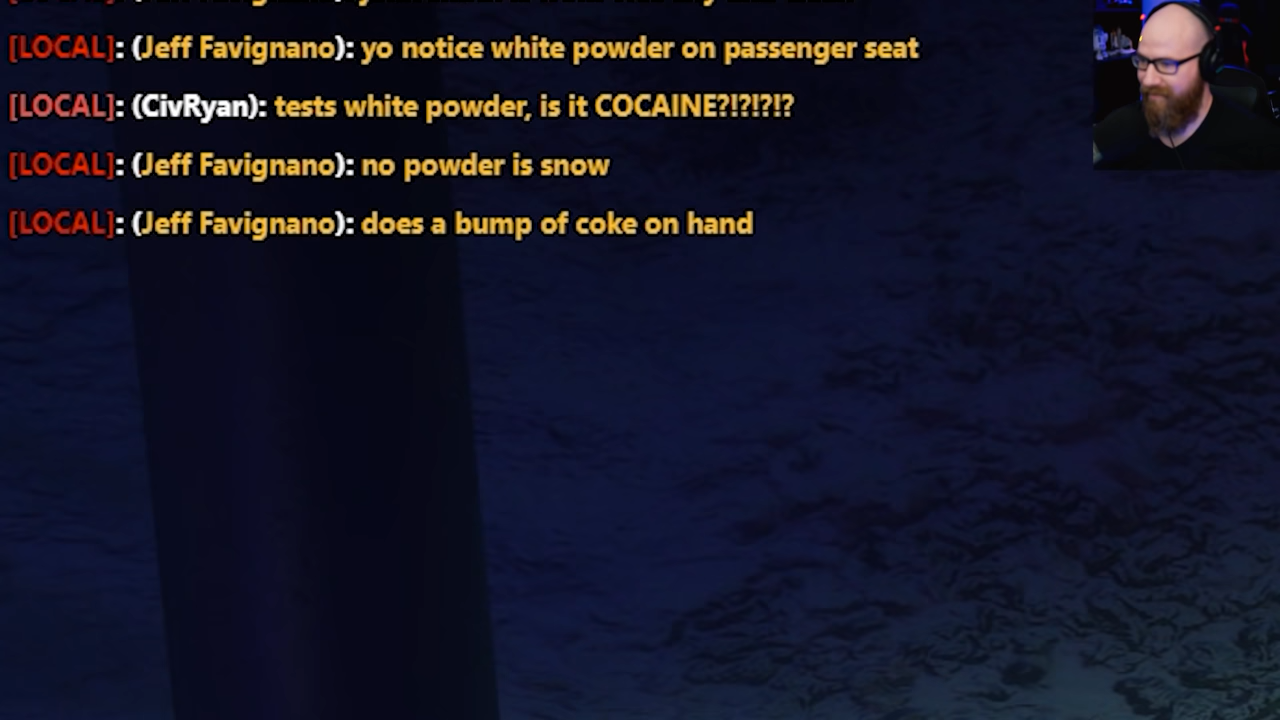 [LOCAL]: (Jeff Favignano): yo notice white powder on passenger seat
[LOCAL]: (CivRyan): tests white powder, is it COCAINE?!?!?!?
[LOCAL]: (Jeff Favignano): no powder is snow
[LOCAL]: (Jeff Favignano): does a bump of coke on hand